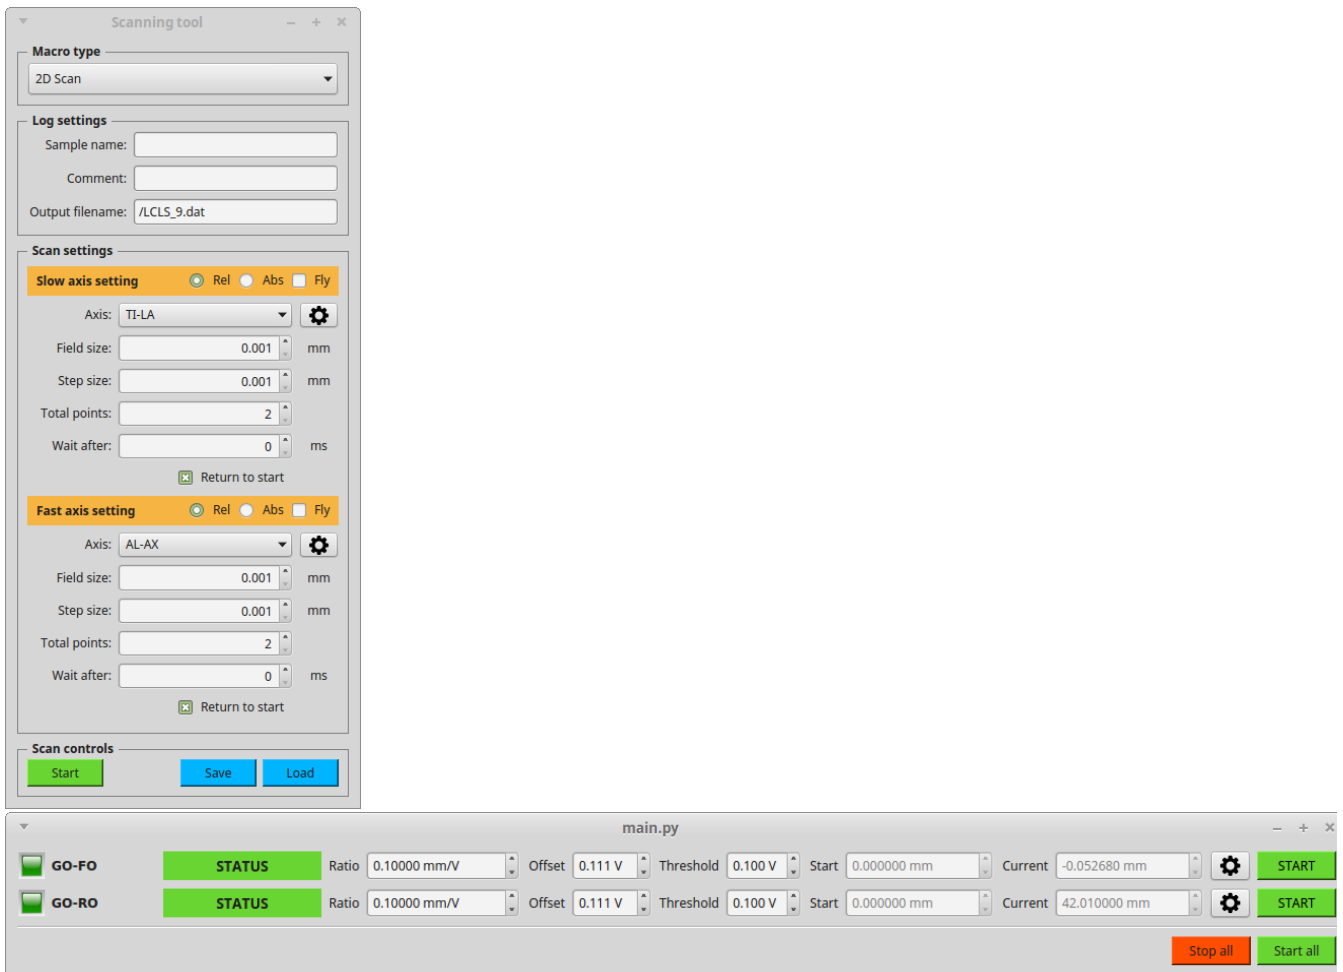 Scanning tool
Macro type
2D Scan
Log settings
Sample name:
Comment:
Output filename: /LCLS_9.dat
Scan settings
Slow axis setting Rel Abs Fly
Axis: TI-LA
Field size: 0.001 mm
Step size: 0.001 mm
Total points: 2
Wait after: 0 ms
Return to start
Fast axis setting Rel Abs Fly
Axis: AL-AX
Field size: 0.001 mm
Step size: 0.001 mm
Total points: 2
Wait after: 0 ms
Return to start
Scan controls
Start Save Load
main.py
GO-FO STATUS Ratio 0.10000 mm/V Offset 0.111 V Threshold 0.100 V Start 0.000000 mm Current -0.052680 mm START
GO-RO STATUS Ratio 0.10000 mm/V Offset 0.111 V Threshold 0.100 V Start 0.000000 mm Current 42.010000 mm START
Stop all Start all